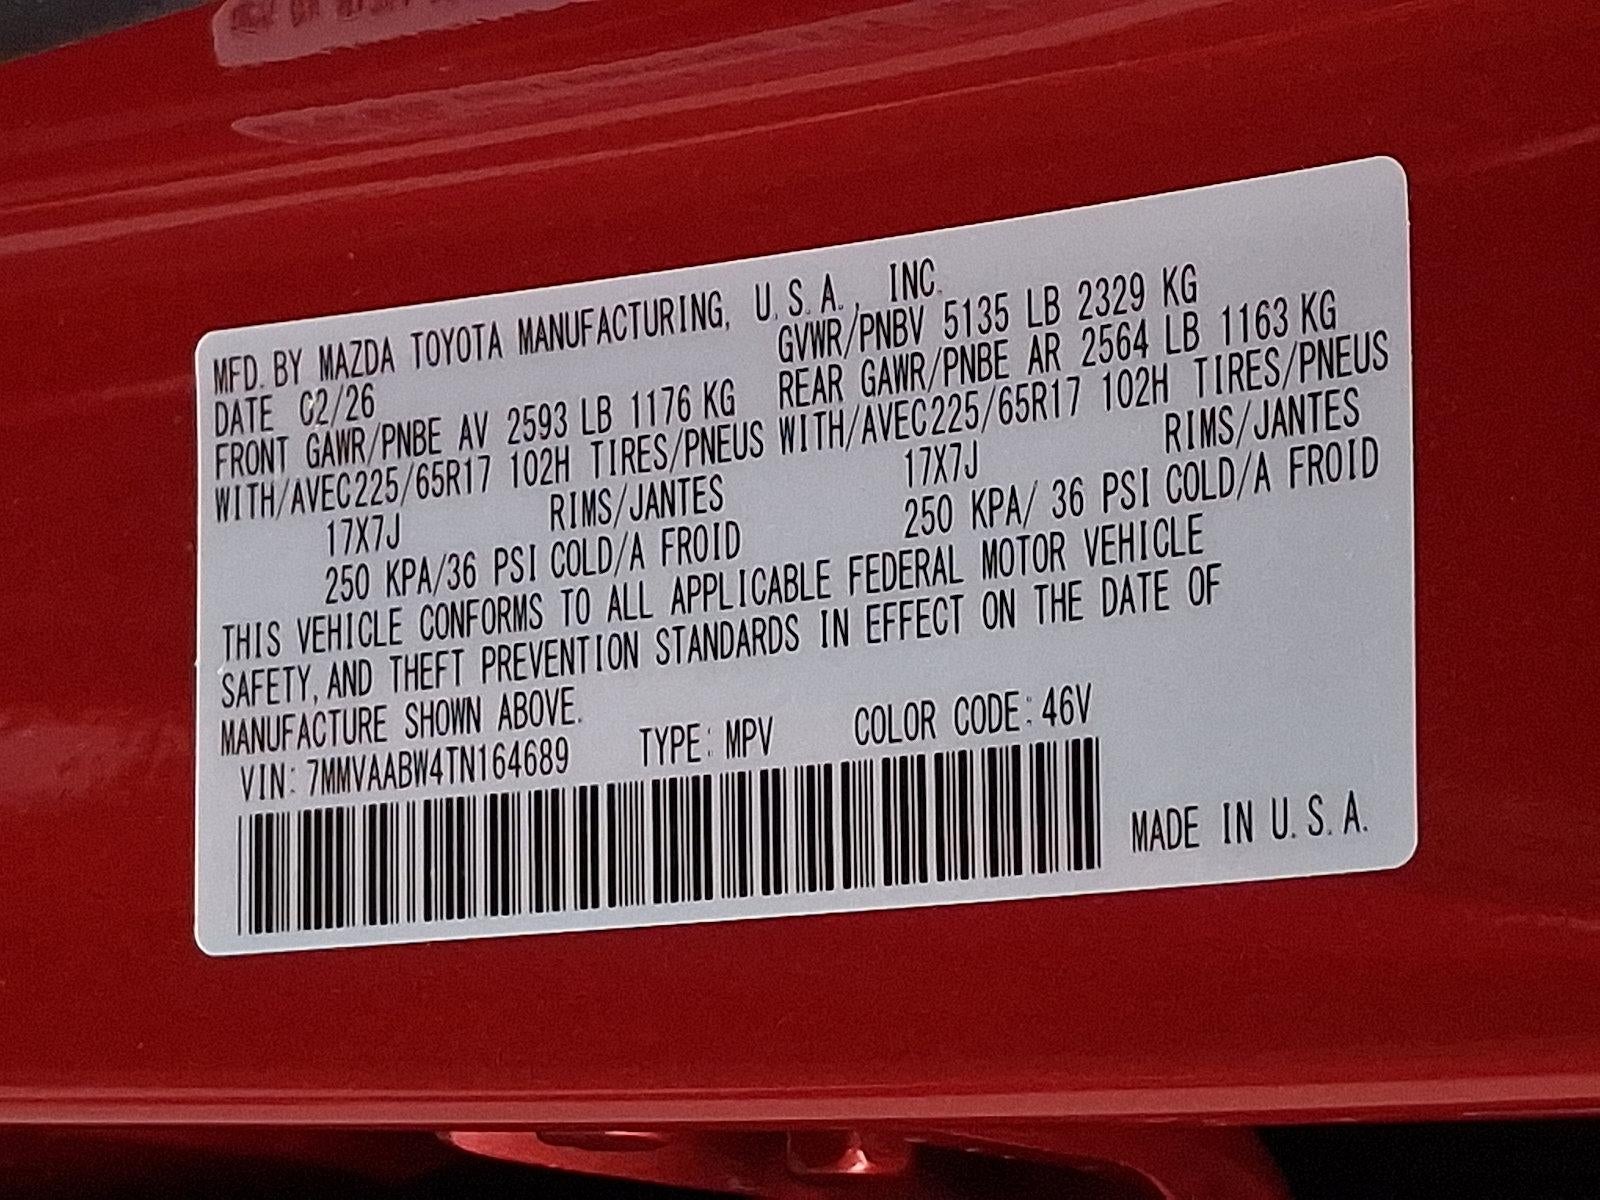 MFD. BY MAZDA TOYOTA MANUFACTURING, U.S.A., INC.
DATE 02/26
GVWR/PNBV 5135 LB 2329 KG
FRONT GAWR/PNBE AV 2593 LB 1176 KG
REAR GAWR/PNBE AR 2564 LB 1163 KG
WITH/AVEC 225/65R17 102H TIRES/PNEUS
WITH/AVEC 225/65R17 102H TIRES/PNEUS
17X7J RIMS/JANTES
17X7J RIMS/JANTES
250 KPA/36 PSI COLD/A FROID
250 KPA/ 36 PSI COLD/A FROID
THIS VEHICLE CONFORMS TO ALL APPLICABLE FEDERAL MOTOR VEHICLE
SAFETY, AND THEFT PREVENTION STANDARDS IN EFFECT ON THE DATE OF
MANUFACTURE SHOWN ABOVE.
VIN: 7MMVAABW4TN164689 TYPE: MPV COLOR CODE: 46V
MADE IN U.S.A.